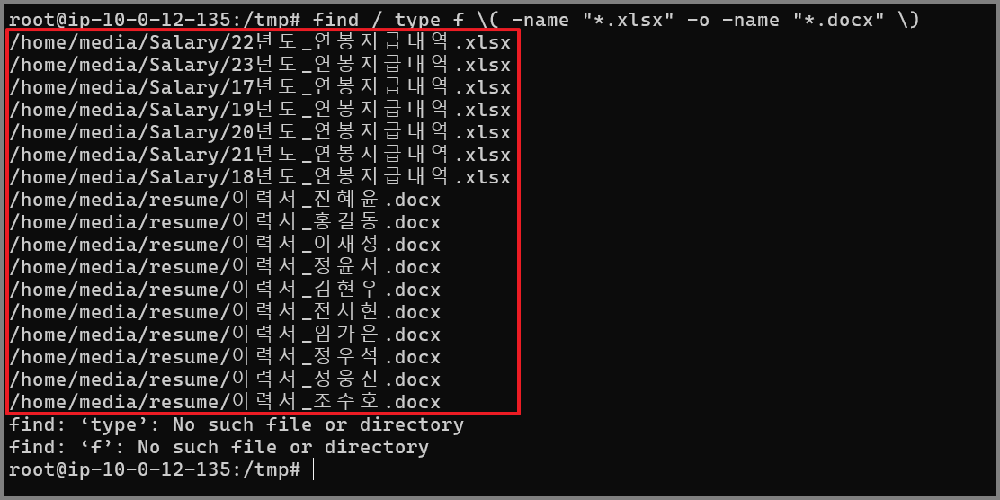 root@ip-10-0-12-135:/tmp# find / type f \( -name "*.xlsx" -o -name "*.docx" \)
/home/media/Salary/22년도_연봉지급내역.xlsx
/home/media/Salary/23년도_연봉지급내역.xlsx
/home/media/Salary/17년도_연봉지급내역.xlsx
/home/media/Salary/19년도_연봉지급내역.xlsx
/home/media/Salary/20년도_연봉지급내역.xlsx
/home/media/Salary/21년도_연봉지급내역.xlsx
/home/media/Salary/18년도_연봉지급내역.xlsx
/home/media/resume/이력서_진혜윤.docx
/home/media/resume/이력서_홍길동.docx
/home/media/resume/이력서_이재성.docx
/home/media/resume/이력서_정윤서.docx
/home/media/resume/이력서_김현우.docx
/home/media/resume/이력서_전시현.docx
/home/media/resume/이력서_임가은.docx
/home/media/resume/이력서_정우석.docx
/home/media/resume/이력서_정웅진.docx
/home/media/resume/이력서_조수호.docx
find: ‘type’: No such file or directory
find: ‘f’: No such file or directory
root@ip-10-0-12-135:/tmp#